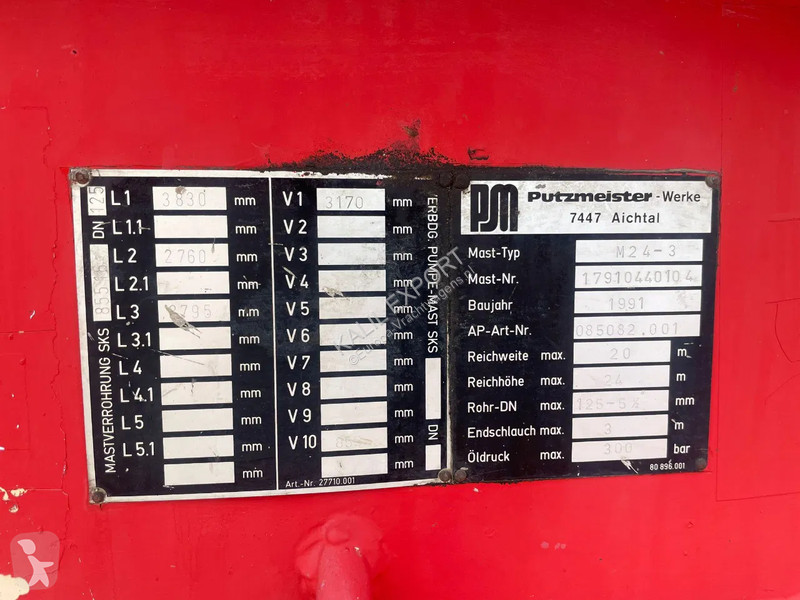 MASTVERROHRUNG SKS DN 125
L1 3830 mm
L1.1 mm
L2 2760 mm
L2.1 mm
L3 mm
L3.1 mm
L4 mm
L4.1 mm
L5 mm
L5.1 mm
mm
V1 3170 mm
V2 mm
V3 mm
V4 mm
V5 mm
V6 mm
V7 mm
V8 mm
V9 mm
V10 mm
Art.-Nr. 27710.001
VERBDG. PUMPE-MAST SKS DN
PM Putzmeister-Werke
7447 Aichtal
Mast-Typ M24-3
Mast-Nr. 17910440104
Baujahr 1991
AP-Art-Nr. 085082.001
Reichweite max. 20 m
Reichhöhe max. 24 m
Rohr-DN max. 125-5½ mm
Endschlauch max. 3 m
Öldruck max. 300 bar
80 896.001
KALIN EXPORT